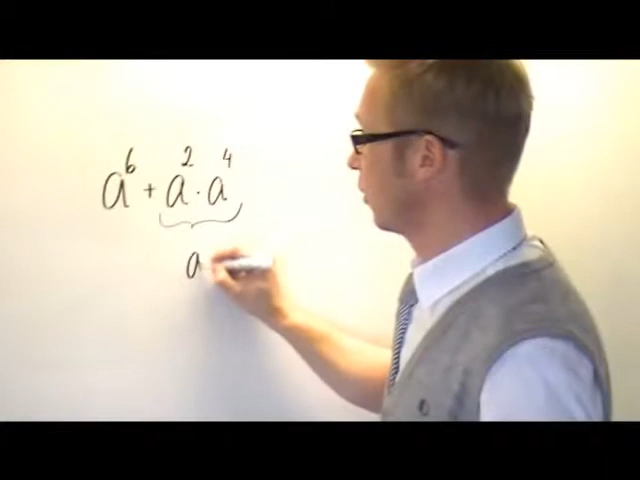 a⁶ + a² · a⁴
a